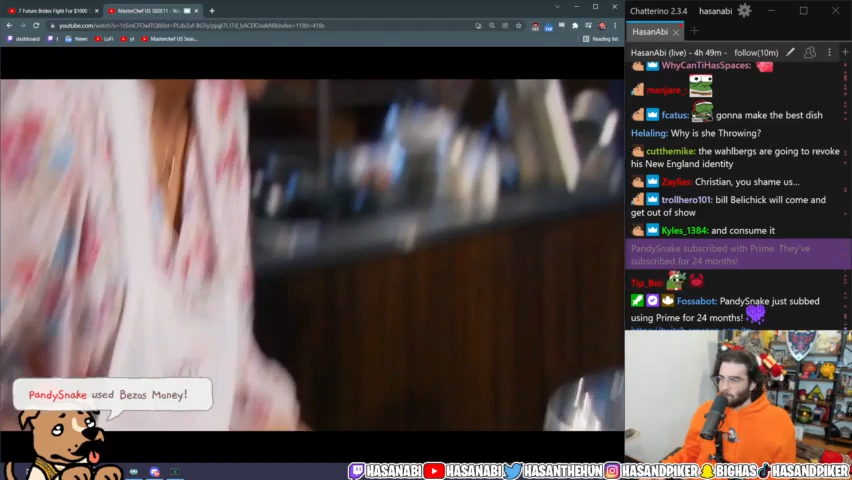 7 Future Brides Fight For $1000
MasterChef US S02E11 - Yo
Chatterino 2.3.4
hasanabi
HasanAbi
dashboard
1
News
LoFi
yt
MasterChef US S02E11...
Reading list
HasanAbi (live) - 4h 49m -
follow(10m)
WhyCanTiHasSpaces:
manjare_:
fcatus: gonna make the best dish
Helaling: Why is she Throwing?
cutthemike: the wahlbergs are going to revoke
his New England identity
Zaylias: Christian, you shame us...
trollhero101: bill Belichick will come and
get out of show
Kyles_1384: and consume it
PandySnake subscribed with Prime. They've
subscribed for 24 months!
Tip_Boi:
Fossabot: PandySnake just subbed
using Prime for 24 months!
PandySnake used Bezos Money!
HASANABI HASANABI HASANTHEHUN HASANDPIKER BIGHAS HASANDPIKER